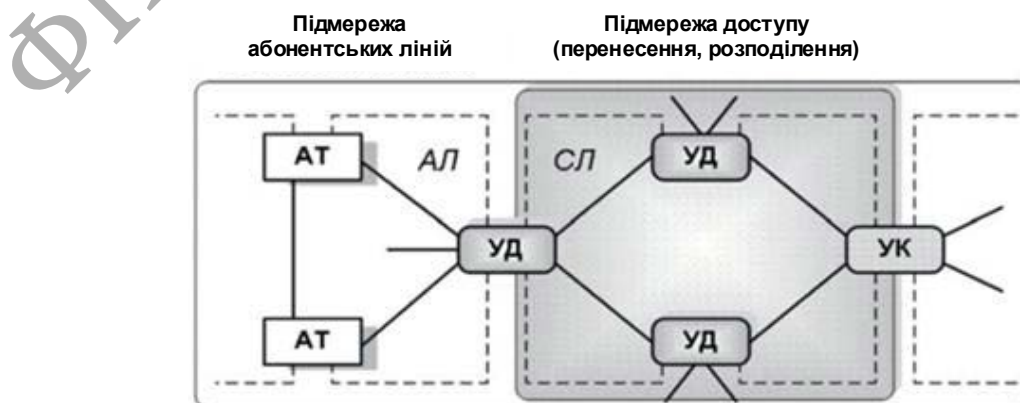 Підмережа
абонентських ліній
Підмережа доступу
(перенесення, розподілення)
АТ
АЛ
СЛ
УД
УД
УК
АТ
УД